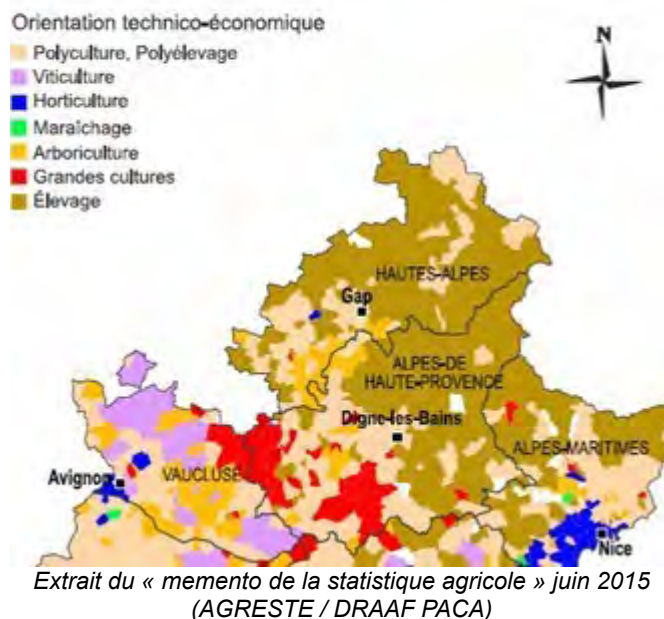 Orientation technico-économique
Polyculture, Polyélevage
Viticulture
Horticulture
Maraîchage
Arboriculture
Grandes cultures
Élevage
N
HAUTES-ALPES
Gap
ALPES-DE
HAUTE-PROVENCE
Digne-les-Bains
ALPES-MARITIMES
Avignon
VAUCLUSE
Nice
Extrait du « memento de la statistique agricole » juin 2015
(AGRESTE / DRAAF PACA)